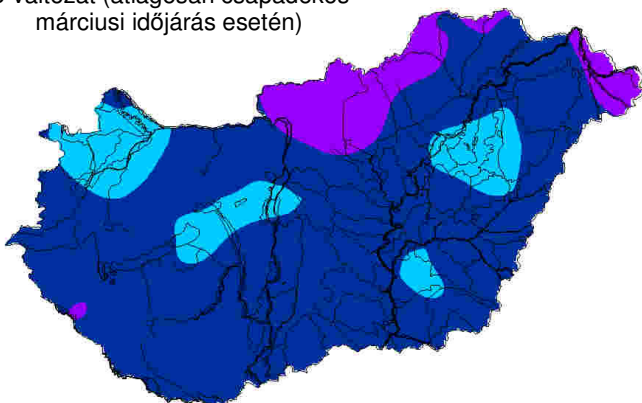 változat (átlagosan csapadékos
márciusi időjárás esetén)